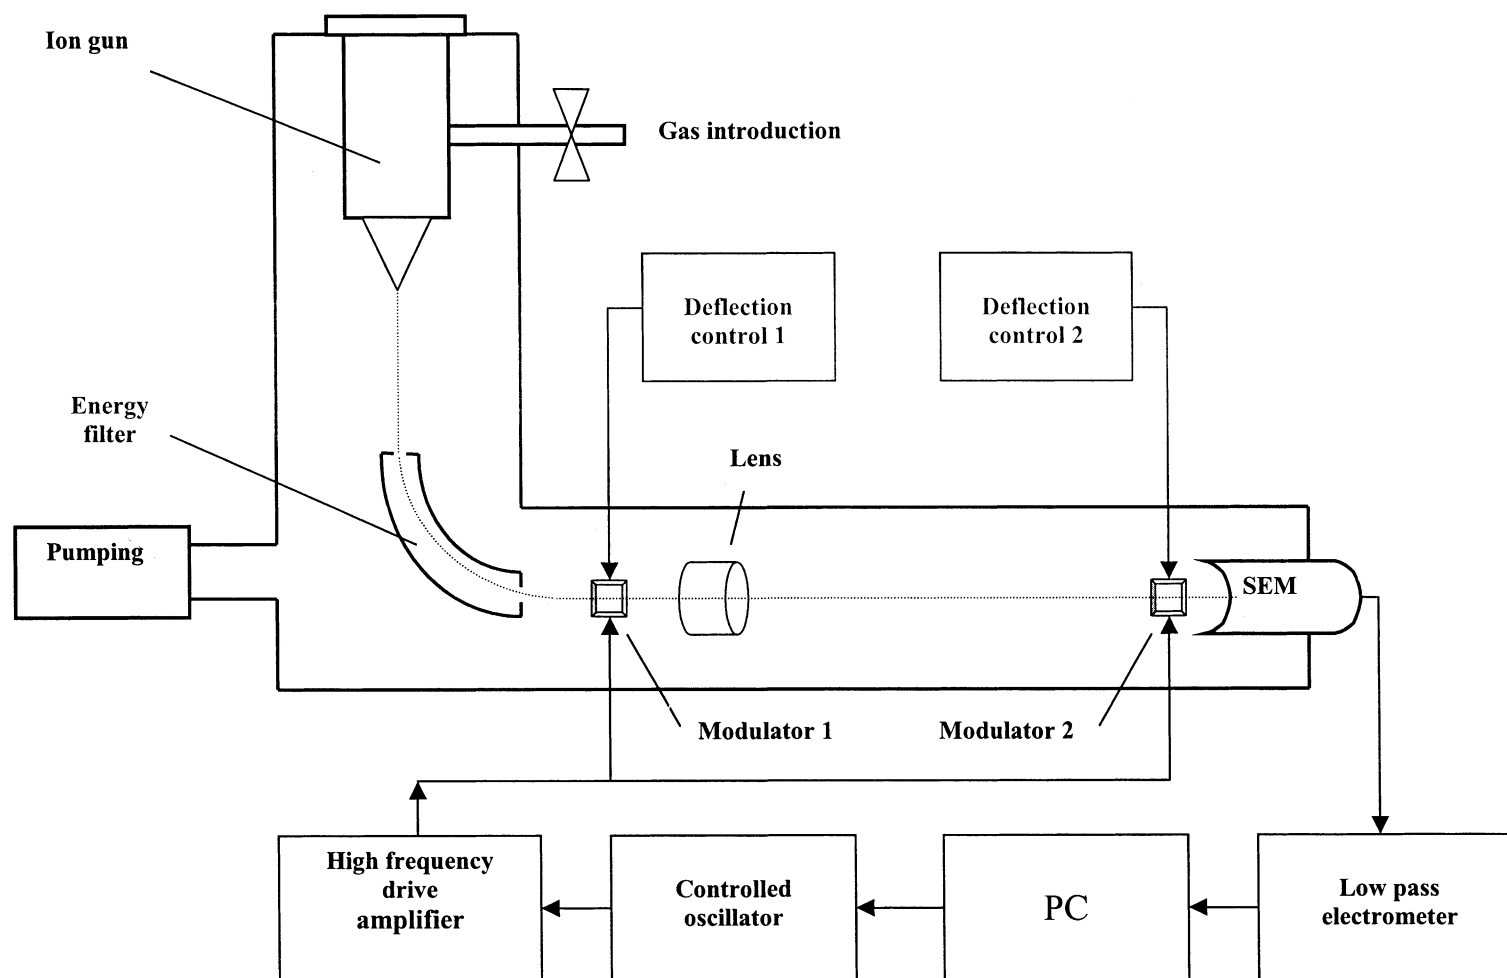 Ion gun
Gas introduction
Deflection
control 1
Deflection
control 2
Energy
filter
Lens
Pumping
SEM
Modulator 1
Modulator 2
High frequency
drive
amplifier
Controlled
oscillator
PC
Low pass
electrometer